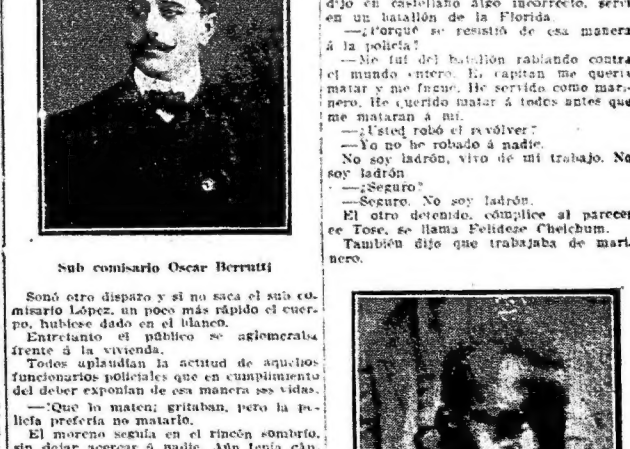 Sub comisario Oscar Berrutti
Sonó otro disparo y si no saca el sub co-
misario López, un poco más rápido el cuer-
po, hubiese dado en el blanco.
Entretanto el público se aglomeraba
frente á la vivienda.
Todos aplaudían la actitud de aquellos
funcionarios policiales que en cumplimiento
del deber exponían de esa manera sus vidas.
—¡Que lo maten; gritaban, pero la po-
licía prefería no matarlo.
El moreno seguía en el rincón sombrío,
sin dejar acercar á nadie. Aún tenía cáp-
dijo en castellano algo incorrecto, serví
en un batallón de la Florida.
—¿Porqué se resistió de esa manera
á la policía?
—Me fuí del batallón rabiando contra
el mundo entero. El capitan me quería
matar y me fugué. He servido como mari-
nero. He querido matar á todos antes que
me mataran á mí.
—¿Usted robó el revólver?
—Yo no he robado á nadie.
No soy ladrón, vivo de mi trabajo. No
soy ladrón
—¿Seguro?
—Seguro. No soy ladrón.
El otro detenido, cómplice al parecer
de Tose, se llama Felideze Chelchum.
También dijo que trabajaba de mari-
nero.